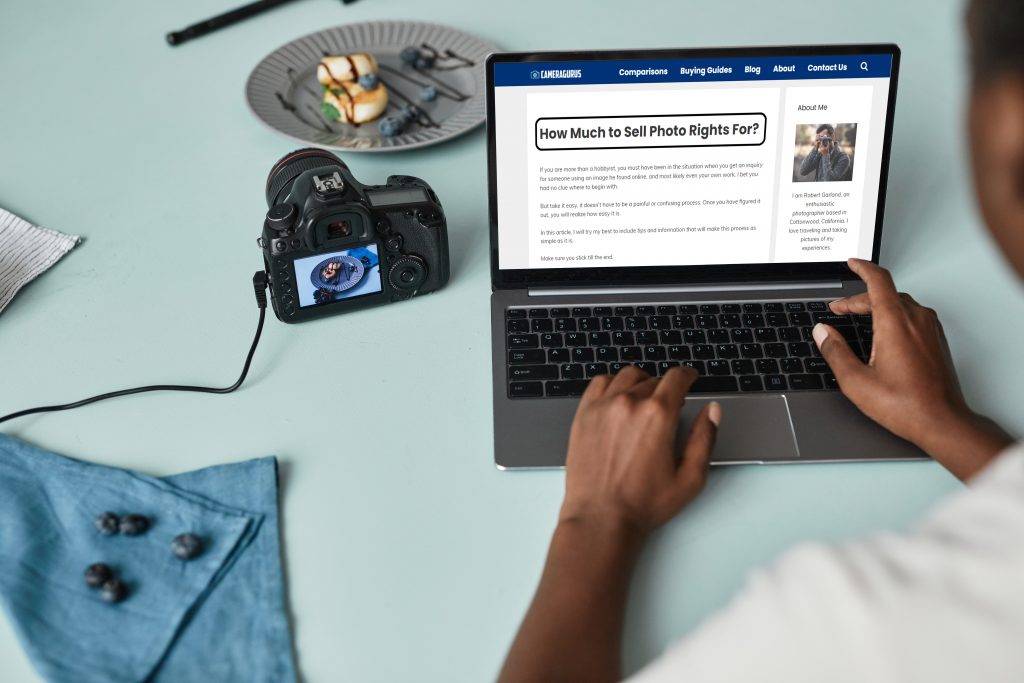 CAMERAGURUS
Comparisons Buying Guides Blog About Contact Us
How Much to Sell Photo Rights For?
If you are more than a hobbyist, you must have been in the situation when you get an inquiry
for someone using an image he found online, and most likely even your own work. I bet you
had no clue where to begin with.
But take it easy, it doesn't have to be a painful or confusing process. Once you have figured it
out, you will realize how easy it is.
In this article, I will try my best to include tips and information that will make this process as
simple as it is.
Make sure you stick till the end.
About Me
I am Robert Garland, an
enthusiastic
photographer based in
Cottonwood, California. I
love traveling and taking
pictures of my
experiences.
Q W E R T Y U I O P
A S D F G H J K L
Z X C V B N M